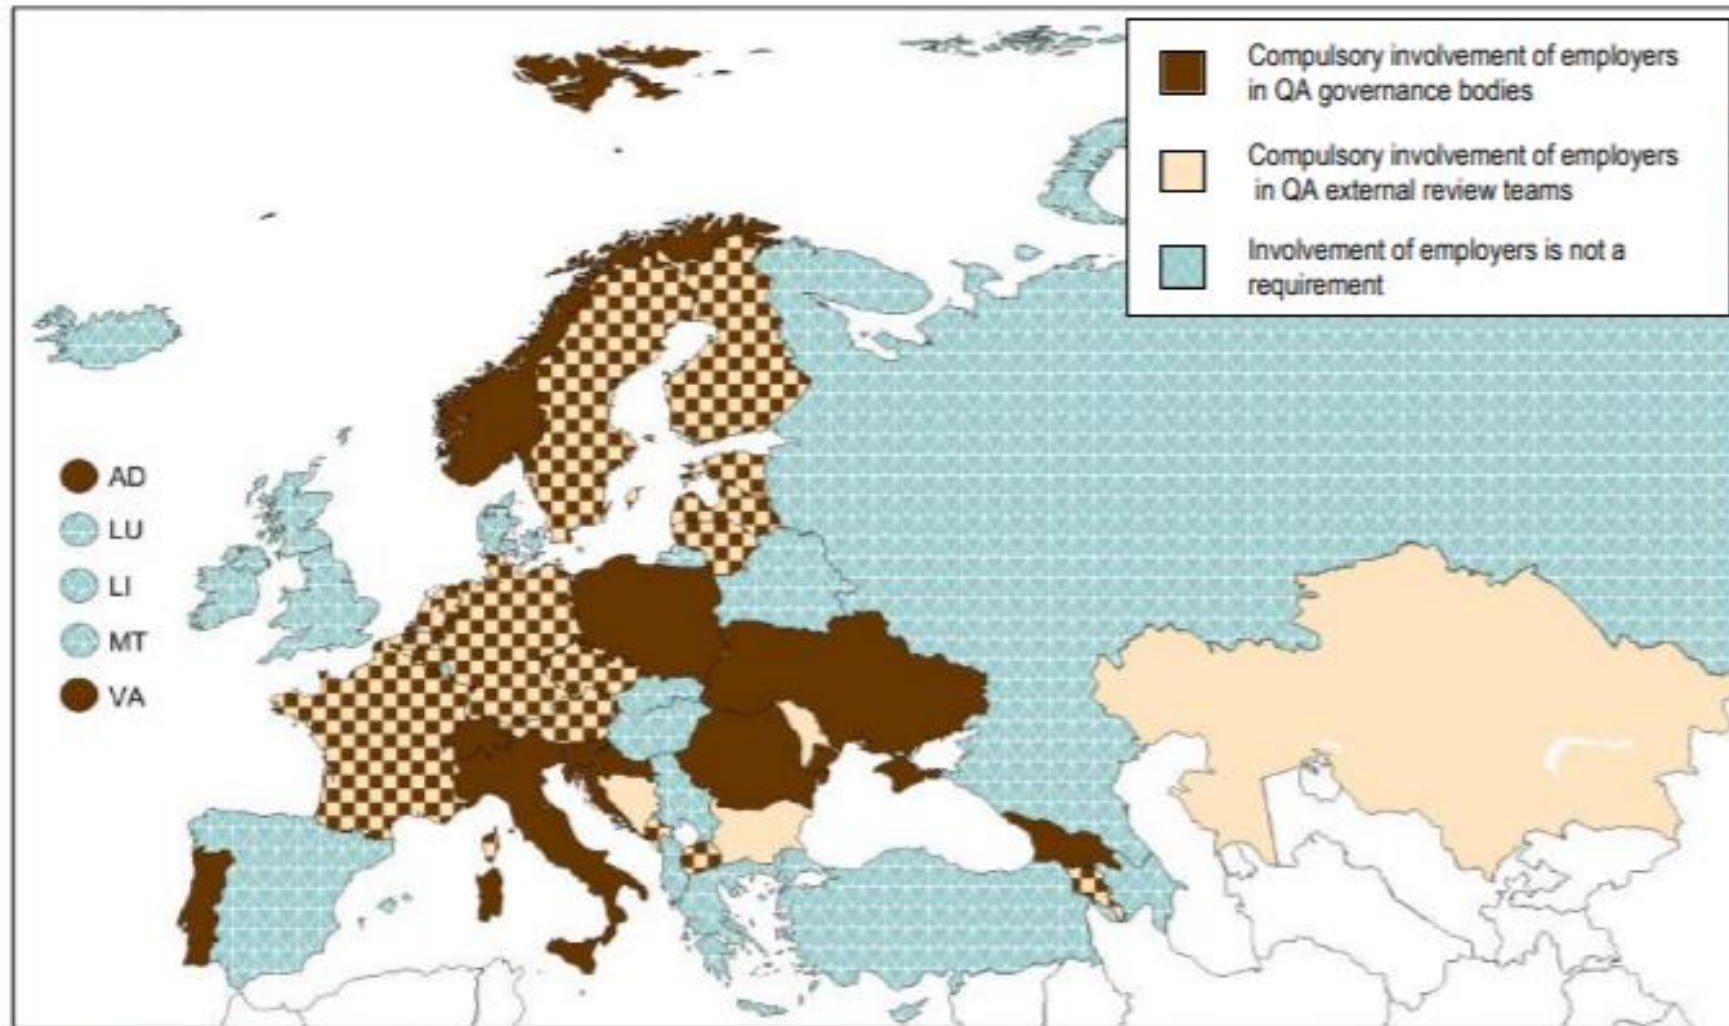 Compulsory involvement of employers
in QA governance bodies
Compulsory involvement of employers
in QA external review teams
Involvement of employers is not a
requirement
AD
LU
LI
MT
VA